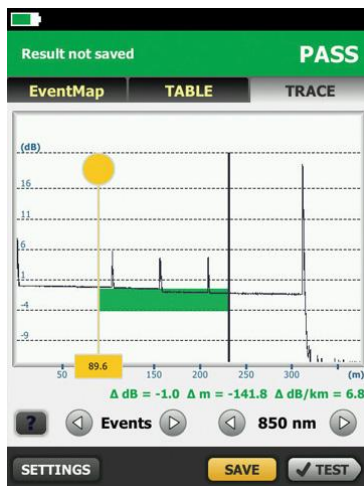 Result not saved PASS
EventMap TABLE TRACE
(dB)
16
11
6
1
-4
-9
50 89.6 150 200 250 300 (m)
Δ dB = -1.0 Δ m = -141.8 Δ dB/km = 6.8
? Events 850 nm
SETTINGS SAVE ✓ TEST